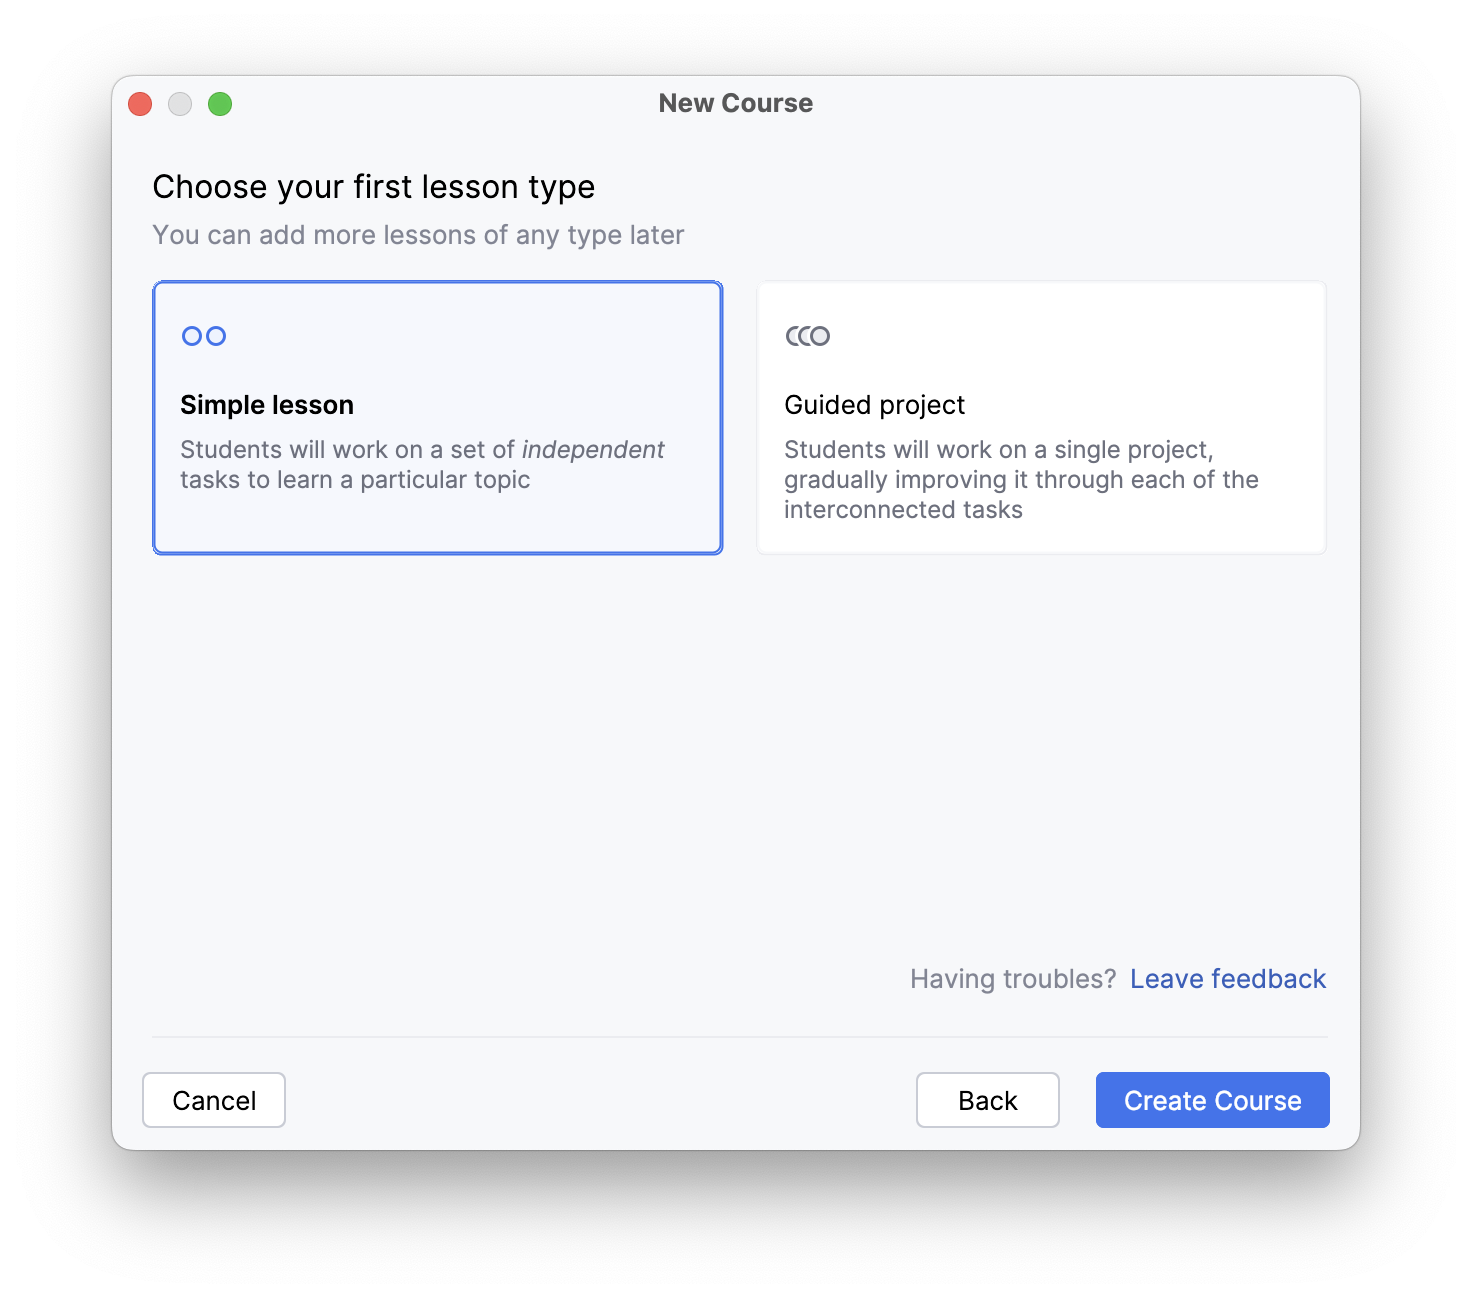 New Course
Choose your first lesson type
You can add more lessons of any type later
Simple lesson
Students will work on a set of independent
tasks to learn a particular topic
Guided project
Students will work on a single project,
gradually improving it through each of the
interconnected tasks
Having troubles? Leave feedback
Cancel
Back
Create Course